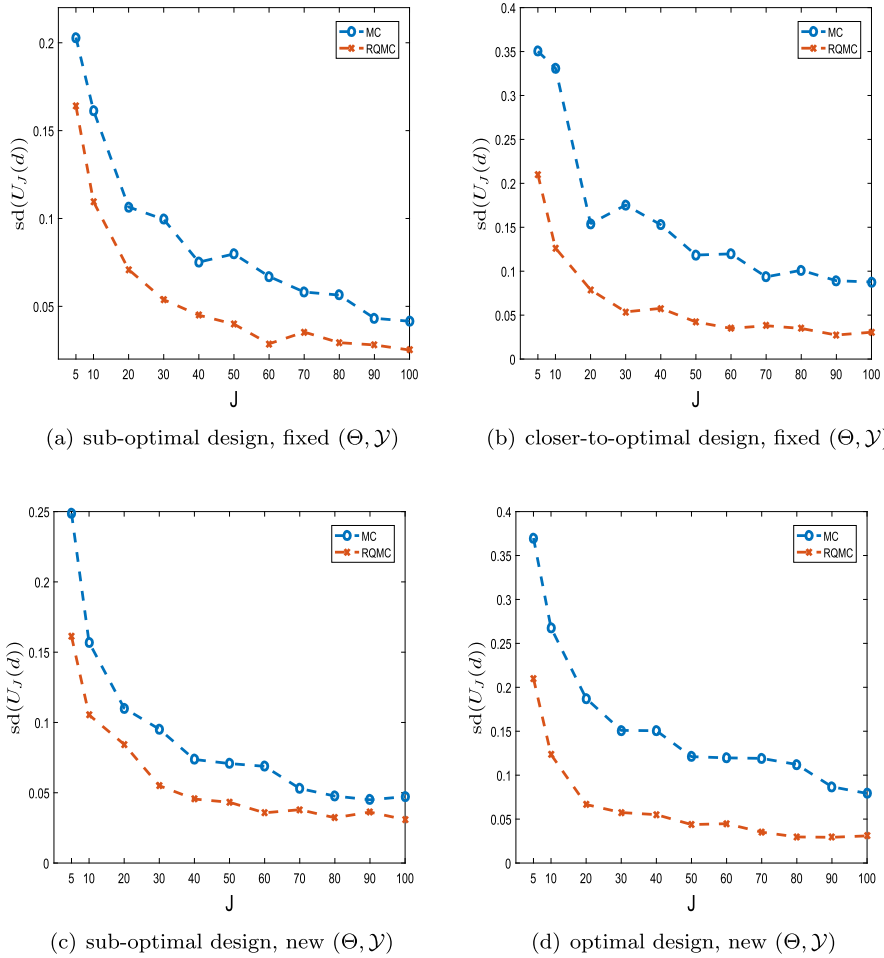 0.2
0.15
0.1
0.05
sd(U_J(d))
MC
RQMC
5 10 20 30 40 50 60 70 80 90 100
J
(a) sub-optimal design, fixed (Θ, 𝒴)
0.4
0.35
0.3
0.25
0.2
0.15
0.1
0.05
0
sd(U_J(d))
MC
RQMC
5 10 20 30 40 50 60 70 80 90 100
J
(b) closer-to-optimal design, fixed (Θ, 𝒴)
0.25
0.2
0.15
0.1
0.05
0
sd(U_J(d))
MC
RQMC
5 10 20 30 40 50 60 70 80 90 100
J
(c) sub-optimal design, new (Θ, 𝒴)
0.4
0.35
0.3
0.25
0.2
0.15
0.1
0.05
0
sd(U_J(d))
MC
RQMC
5 10 20 30 40 50 60 70 80 90 100
J
(d) optimal design, new (Θ, 𝒴)